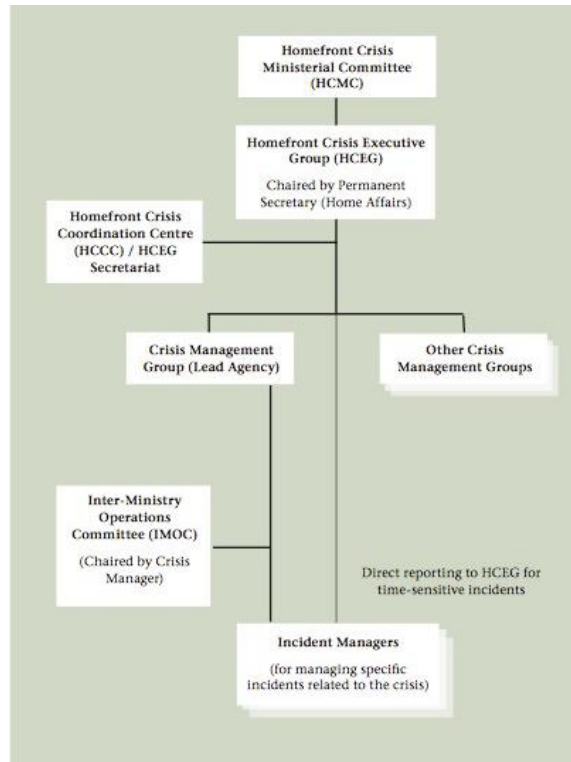 Homefront Crisis
Ministerial Committee
(HCMC)
Homefront Crisis Executive
Group (HCEG)
Chaired by Permanent
Secretary (Home Affairs)
Homefront Crisis
Coordination Centre
(HCCC) / HCEG
Secretariat
Crisis Management
Group (Lead Agency)
Other Crisis
Management Groups
Inter-Ministry
Operations
Committee (IMOC)
(Chaired by Crisis
Manager)
Direct reporting to HCEG for
time-sensitive incidents
Incident Managers
(for managing specific
incidents related to the crisis)